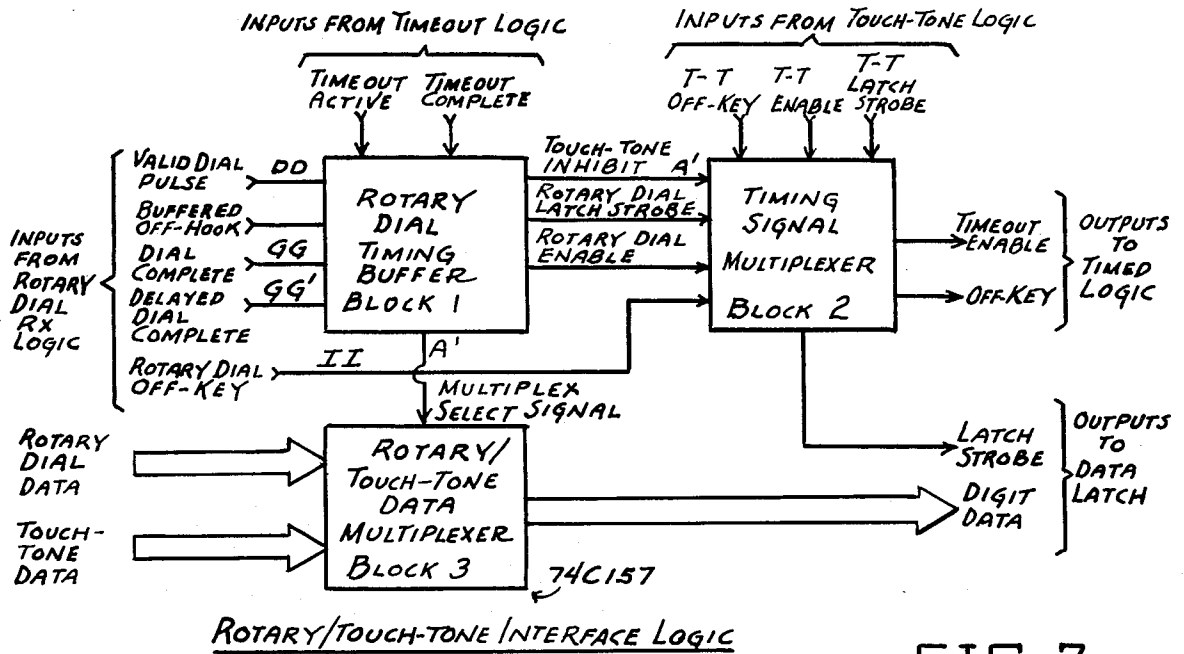 INPUTS FROM TIMEOUT LOGIC
INPUTS FROM TOUCH-TONE LOGIC
TIMEOUT
ACTIVE
TIMEOUT
COMPLETE
T-T
OFF-KEY
T-T
ENABLE
T-T
LATCH
STROBE
INPUTS
FROM
ROTARY
DIAL
RX
LOGIC
VALID DIAL
PULSE
DD
BUFFERED
OFF-HOOK
DIAL
COMPLETE
GG
DELAYED
DIAL
COMPLETE
GG'
ROTARY DIAL
OFF-KEY
II
ROTARY
DIAL
TIMING
BUFFER
BLOCK 1
TOUCH-TONE
INHIBIT A'
ROTARY DIAL
LATCH STROBE
ROTARY DIAL
ENABLE
TIMING
SIGNAL
MULTIPLEXER
BLOCK 2
TIMEOUT
ENABLE
OFF-KEY
OUTPUTS
TO
TIMED
LOGIC
A'
MULTIPLEX
SELECT SIGNAL
ROTARY
DIAL
DATA
TOUCH-
TONE
DATA
ROTARY/
TOUCH-TONE
DATA
MULTIPLEXER
BLOCK 3
74C157
LATCH
STROBE
DIGIT
DATA
OUTPUTS
TO
DATA
LATCH
ROTARY/TOUCH-TONE INTERFACE LOGIC